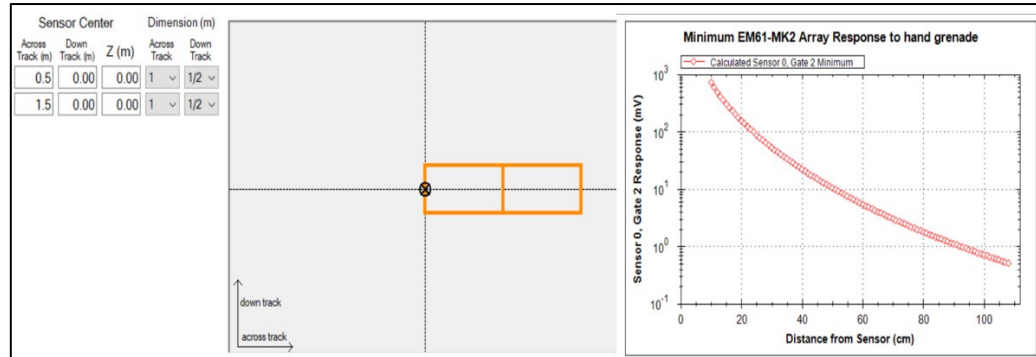 Sensor Center Dimension (m)
Across Track (m) Down Track (m) Z (m) Across Track Down Track
0.5 0.00 0.00 1 1/2
1.5 0.00 0.00 1 1/2
down track
across track
Minimum EM61-MK2 Array Response to hand grenade
Calculated Sensor 0, Gate 2 Minimum
Sensor 0, Gate 2 Response (mV)
10³
10²
10¹
10⁰
10⁻¹
0 20 40 60 80 100
Distance from Sensor (cm)